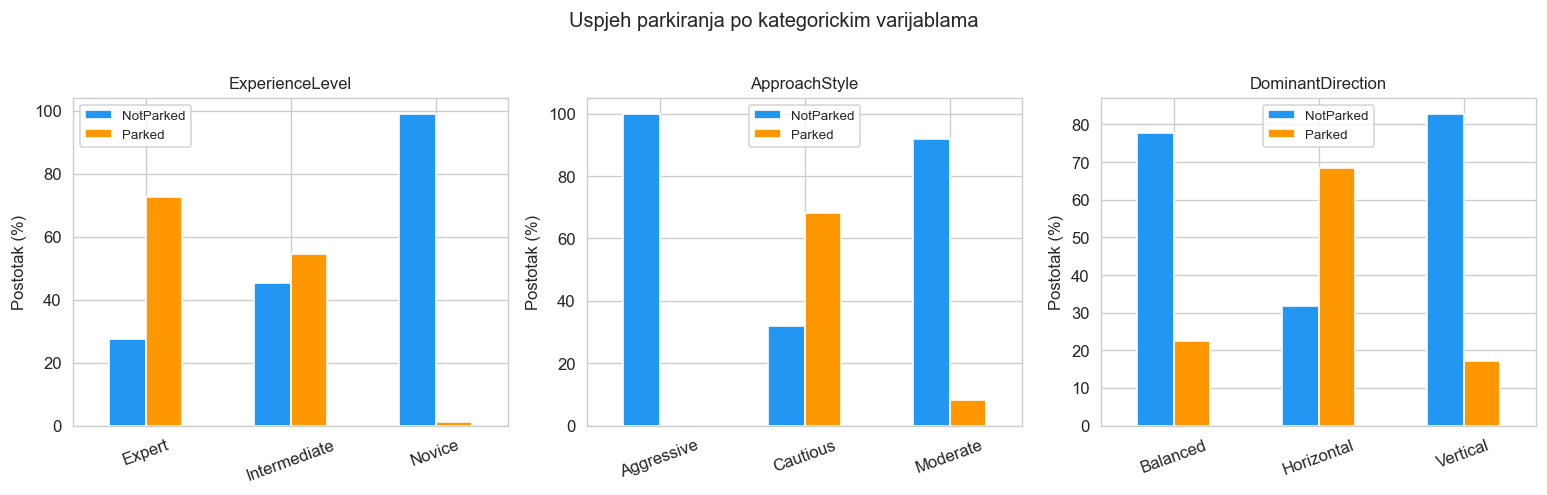 Uspjeh parkiranja po kategorickim varijablama
ExperienceLevel
Postotak (%)
100
80
60
40
20
0
NotParked
Parked
Expert
Intermediate
Novice
ApproachStyle
Postotak (%)
100
80
60
40
20
0
NotParked
Parked
Aggressive
Cautious
Moderate
DominantDirection
Postotak (%)
80
70
60
50
40
30
20
10
0
NotParked
Parked
Balanced
Horizontal
Vertical